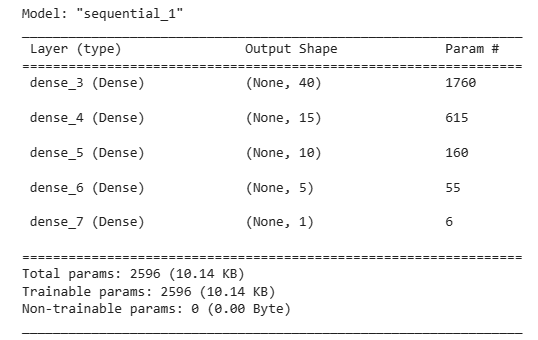 Model: "sequential_1"
Layer (type) Output Shape Param #
dense_3 (Dense) (None, 40) 1760
dense_4 (Dense) (None, 15) 615
dense_5 (Dense) (None, 10) 160
dense_6 (Dense) (None, 5) 55
dense_7 (Dense) (None, 1) 6
Total params: 2596 (10.14 KB)
Trainable params: 2596 (10.14 KB)
Non-trainable params: 0 (0.00 Byte)